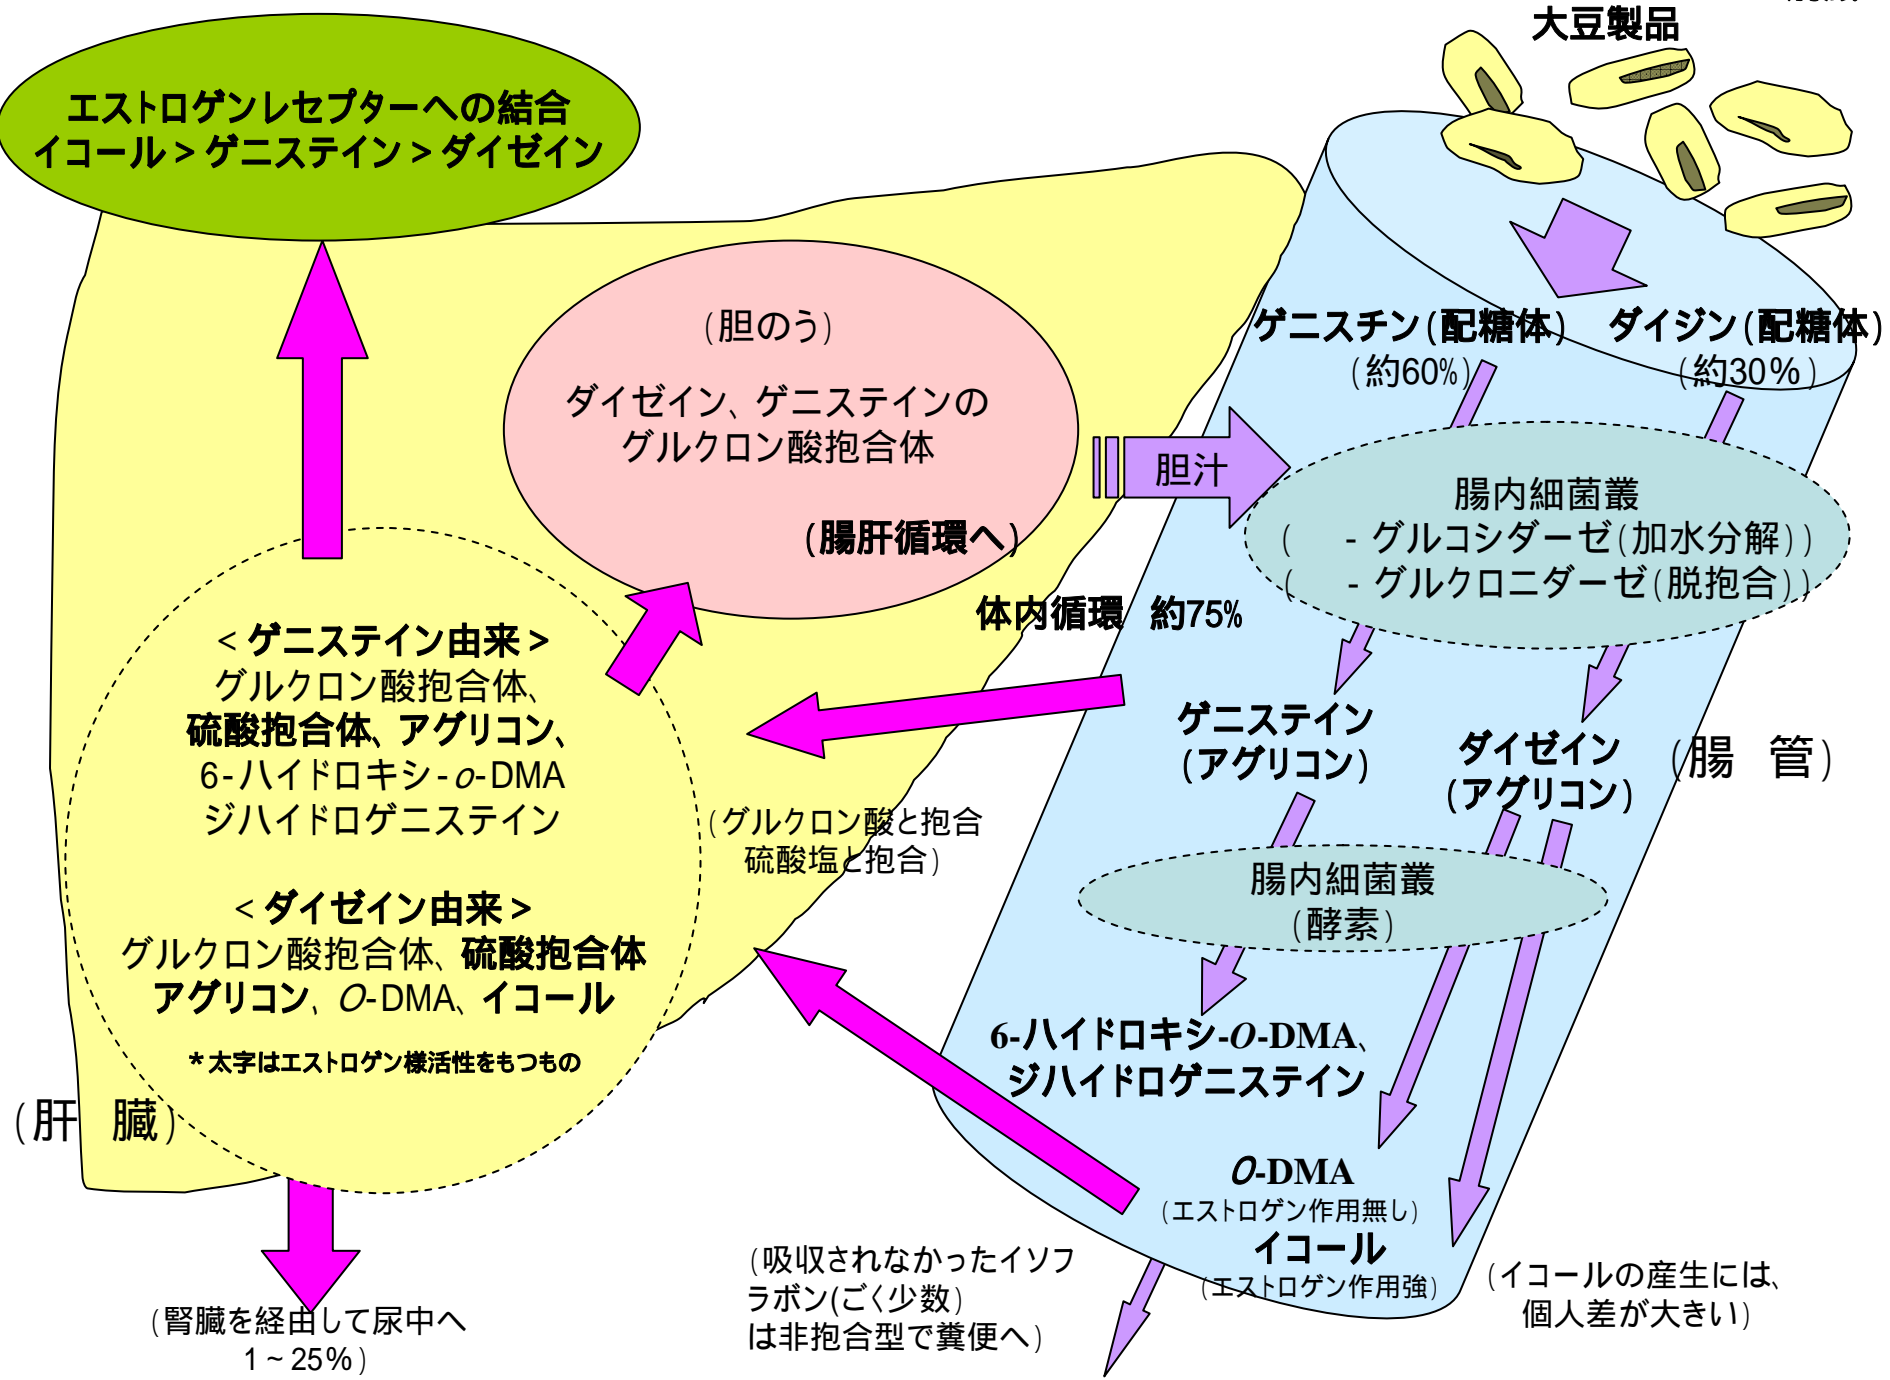 大豆製品
エストロゲンレセプターへの結合
イコール > ゲニステイン > ダイゼイン
(胆のう)
ダイゼイン、ゲニステインの
グルクロン酸抱合体
(腸肝循環へ)
胆汁
ゲニスチン(配糖体)
(約60%)
ダイジン(配糖体)
(約30%)
腸内細菌叢
( - グルコシダーゼ(加水分解))
( - グルクロニダーゼ(脱抱合))
体内循環 約75%
ゲニステイン
(アグリコン)
ダイゼイン
(アグリコン)
(腸 管)
<ゲニステイン由来>
グルクロン酸抱合体、
硫酸抱合体、アグリコン、
6-ハイドロキシ-o-DMA
ジハイドロゲニステイン
<ダイゼイン由来>
グルクロン酸抱合体、硫酸抱合体
アグリコン、O-DMA、イコール
*太字はエストロゲン様活性をもつもの
(グルクロン酸と抱合
硫酸塩と抱合)
腸内細菌叢
(酵素)
6-ハイドロキシ-O-DMA、
ジハイドロゲニステイン
(肝 臓)
O-DMA
(エストロゲン作用無し)
イコール
(エストロゲン作用強)
(イコールの産生には、
個人差が大きい)
(吸収されなかったイソフ
ラボン(ごく少数)
は非抱合型で糞便へ)
(腎臓を経由して尿中へ
1~25%)